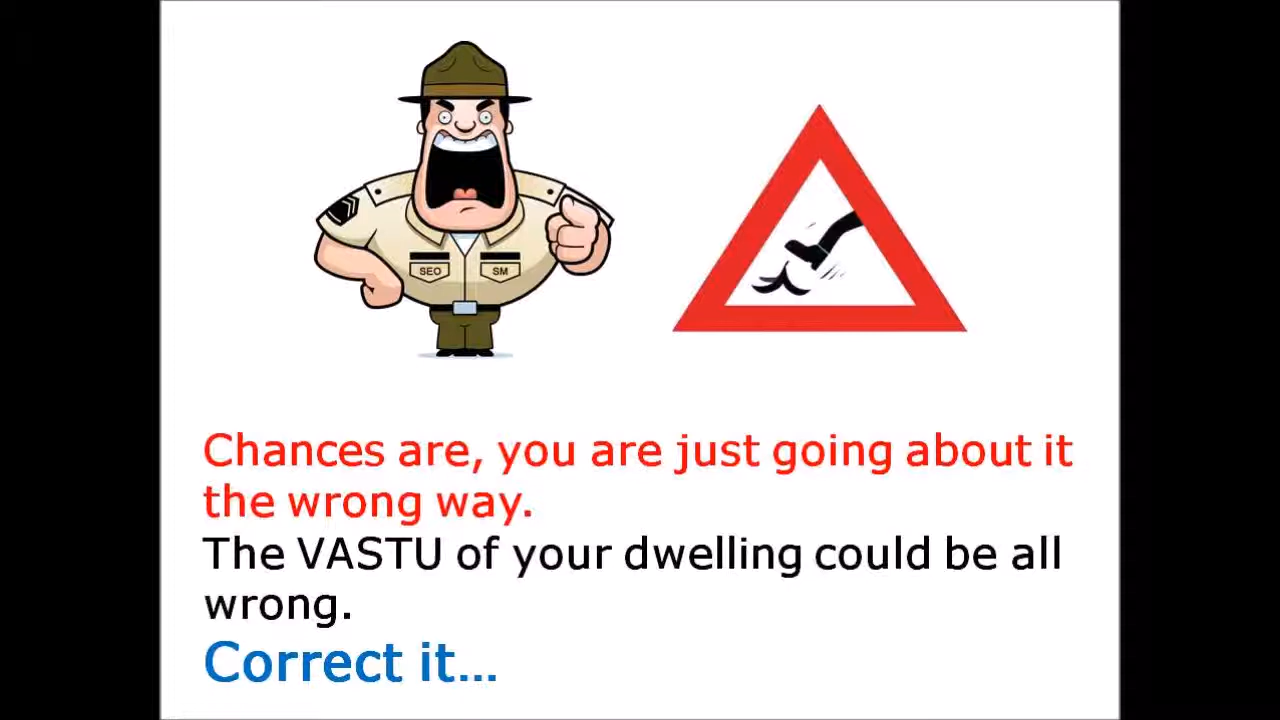 SEO
SM
Chances are, you are just going about it
the wrong way.
The VASTU of your dwelling could be all
wrong.
Correct it...